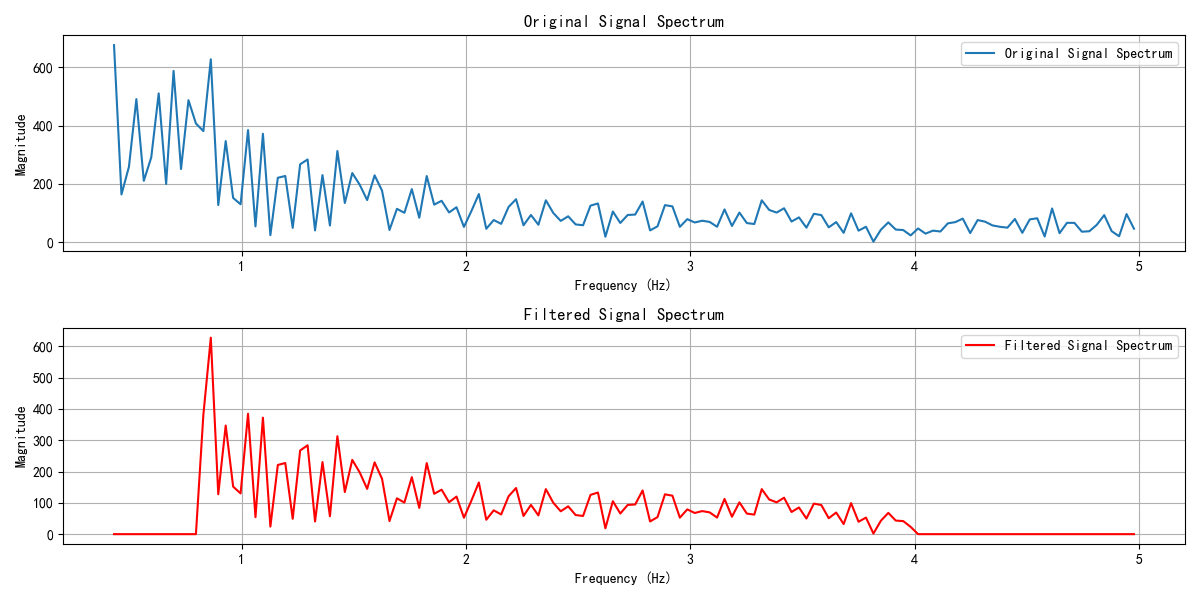 Original Signal Spectrum
Original Signal Spectrum
Magnitude
600
400
200
0
1 2 3 4 5
Frequency (Hz)
Filtered Signal Spectrum
Filtered Signal Spectrum
Magnitude
600
500
400
300
200
100
0
1 2 3 4 5
Frequency (Hz)